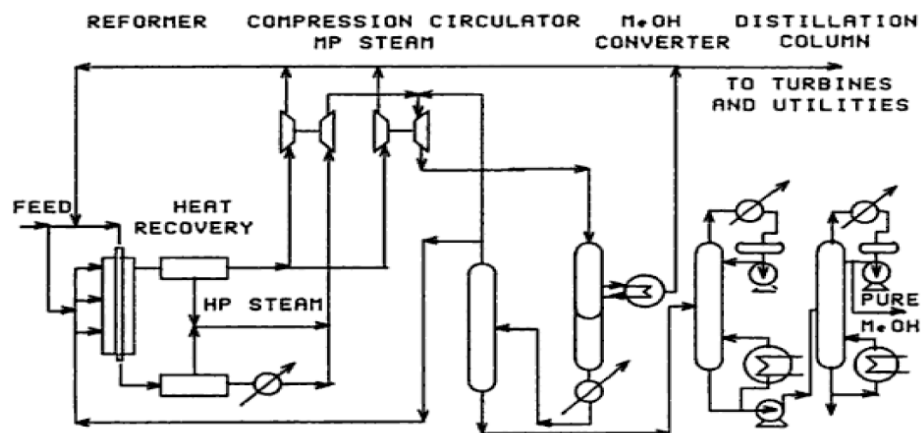 REFORMER COMPRESSION CIRCULATOR MeOH DISTILLATION
MP STEAM CONVERTER COLUMN
TO TURBINES
AND UTILITIES
FEED
HEAT
RECOVERY
HP STEAM
PURE
MeOH